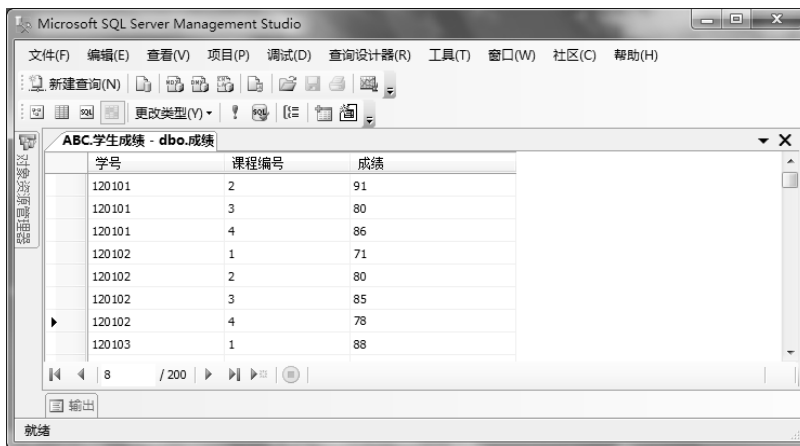 Microsoft SQL Server Management Studio
文件(F) 编辑(E) 查看(V) 项目(P) 调试(D) 查询设计器(R) 工具(T) 窗口(W) 社区(C) 帮助(H)
新建查询(N)
更改类型(Y)
对象资源管理器
ABC.学生成绩 - dbo.成绩
学号 课程编号 成绩
120101 2 91
120101 3 80
120101 4 86
120102 1 71
120102 2 80
120102 3 85
120102 4 78
120103 1 88
8 / 200
输出
就绪